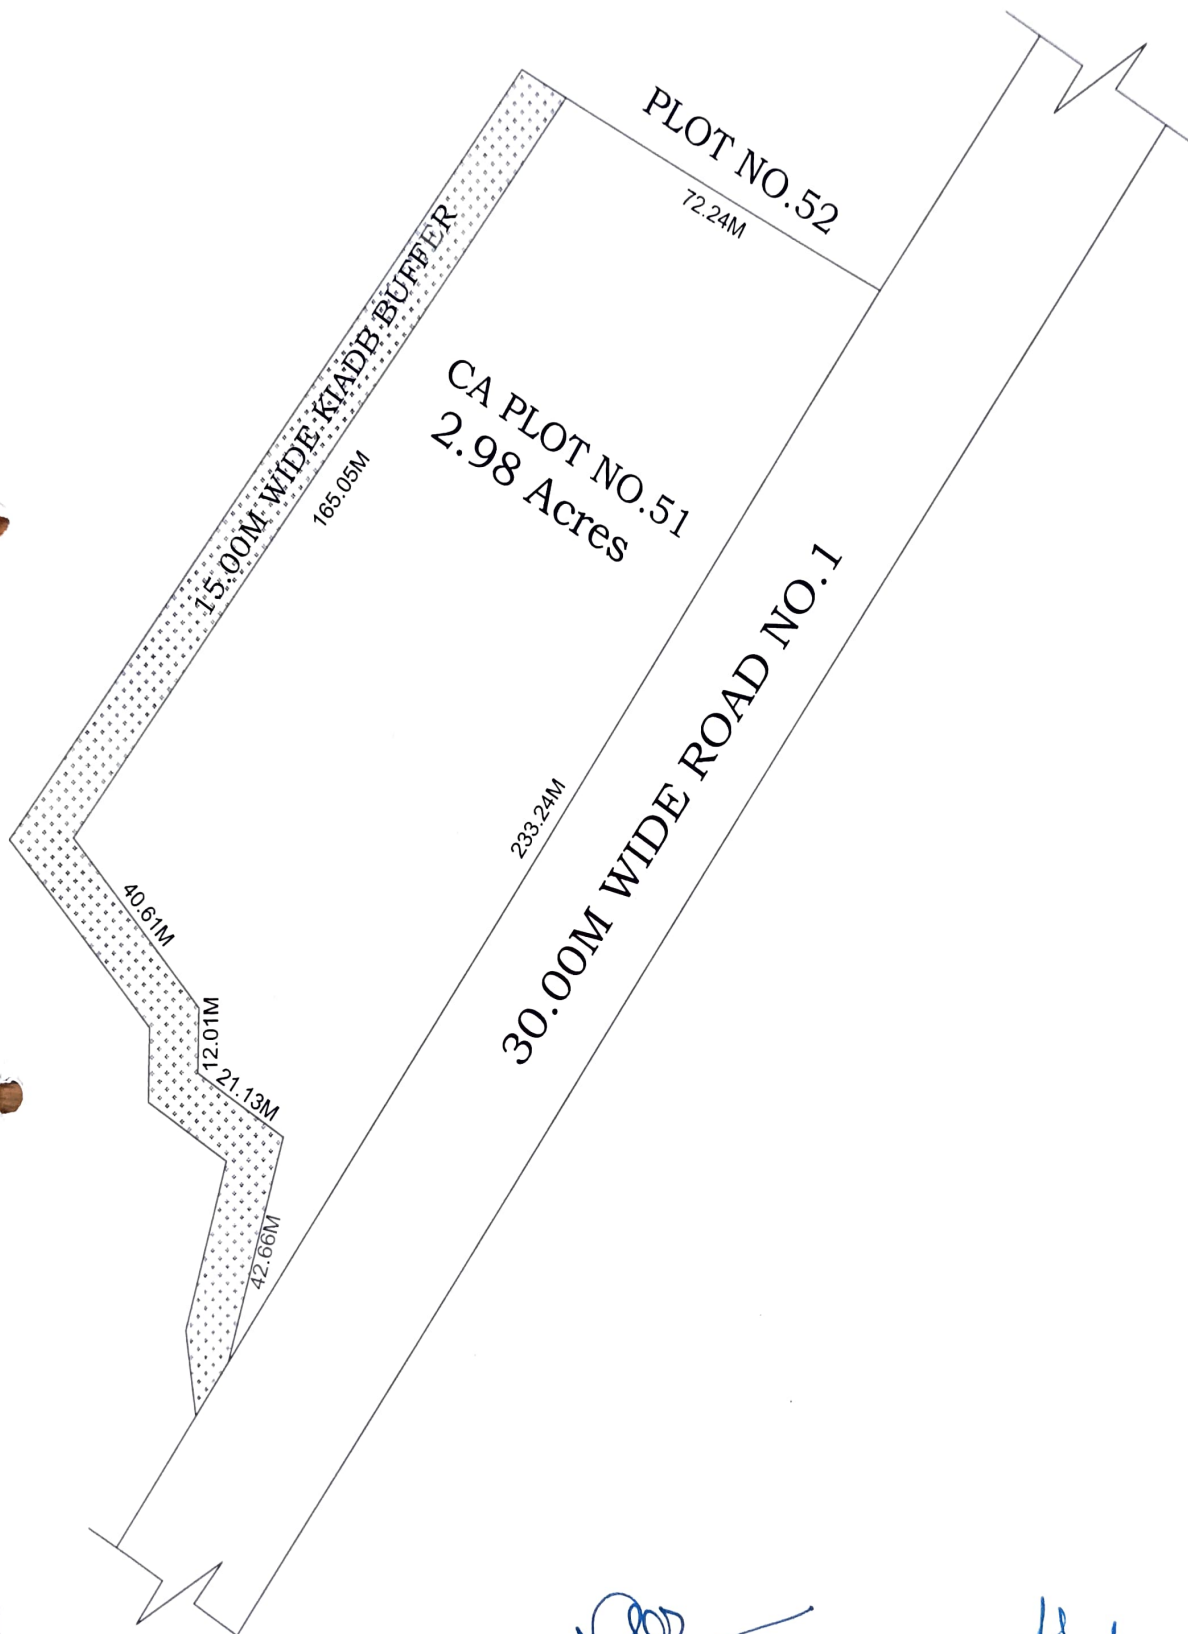 PLOT NO.52
72.24M
15.00M WIDE KIADB BUFFER
165.05M
CA PLOT NO.51
2.98 Acres
233.24M
30.00M WIDE ROAD NO.1
40.61M
12.01M
21.13M
42.66M